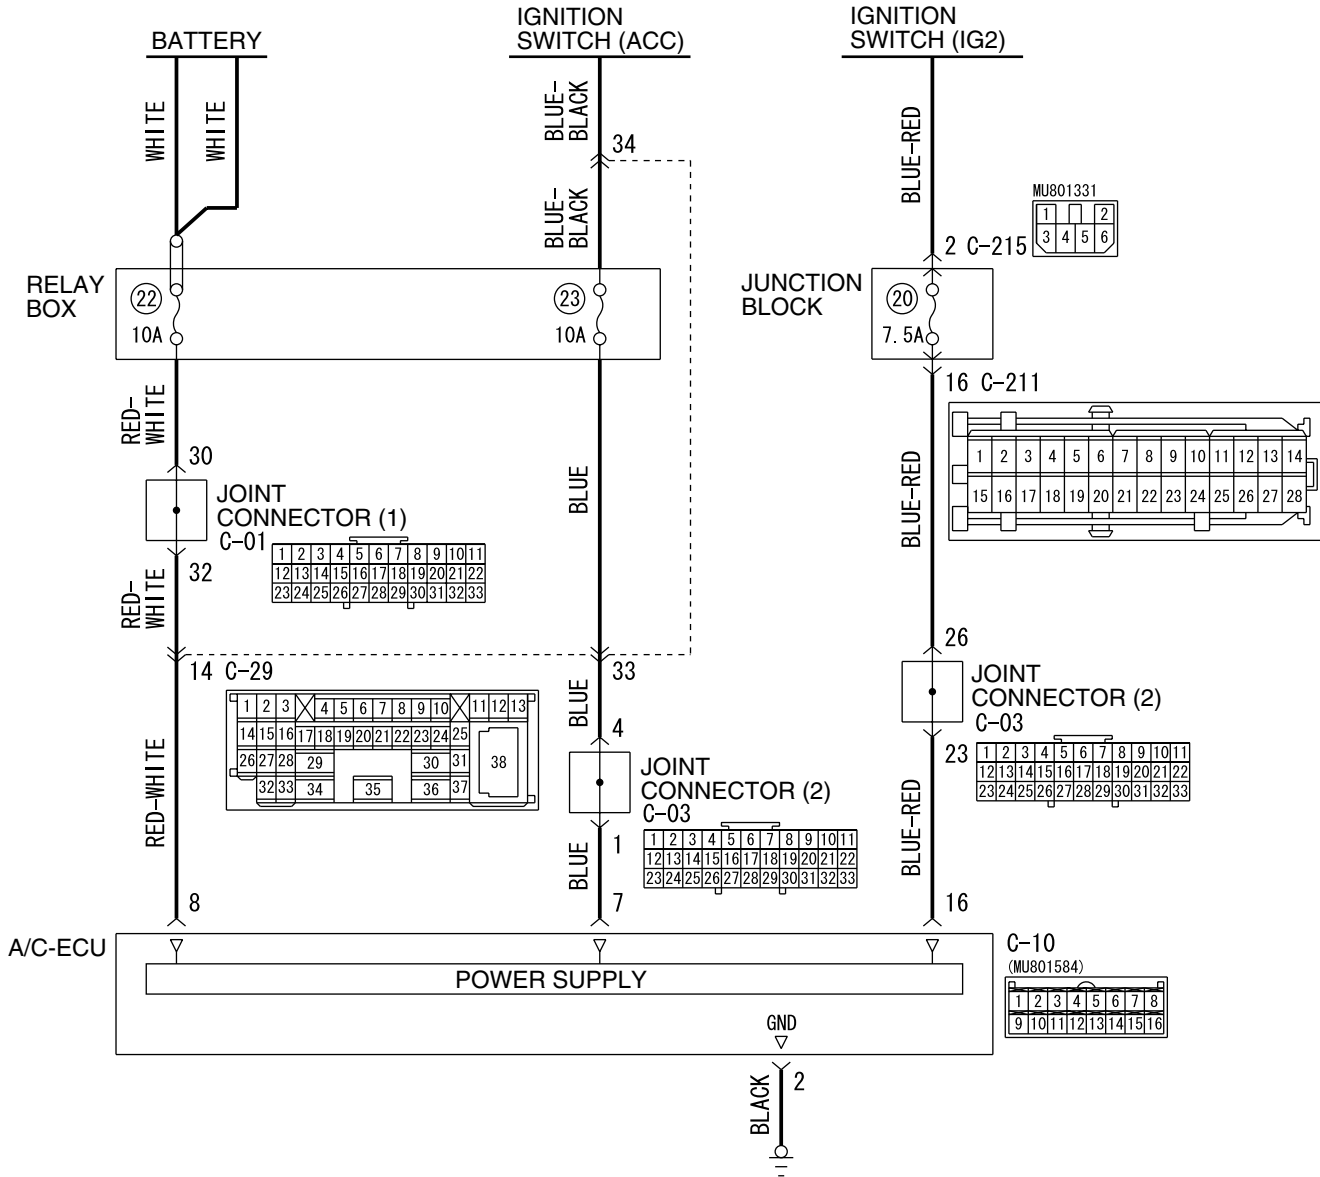 BATTERY
IGNITION
SWITCH (ACC)
IGNITION
SWITCH (IG2)
WHITE
WHITE
BLUE-
BLACK
34
BLUE-
BLACK
BLUE-RED
MU801331
1 2
3 4 5 6
2 C-215
RELAY
BOX
22
10A
23
10A
JUNCTION
BLOCK
20
7.5A
16 C-211
1 2 3 4 5 6 7 8 9 10 11 12 13 14
15 16 17 18 19 20 21 22 23 24 25 26 27 28
RED-
WHITE
30
JOINT
CONNECTOR (1)
C-01
1 2 3 4 5 6 7 8 9 10 11
12 13 14 15 16 17 18 19 20 21 22
23 24 25 26 27 28 29 30 31 32 33
32
RED-
WHITE
BLUE
BLUE-RED
14 C-29
1 2 3 4 5 6 7 8 9 10 11 12 13
14 15 16 17 18 19 20 21 22 23 24 25
26 27 28 29 30 31 38
32 33 34 35 36 37
33
BLUE
4
JOINT
CONNECTOR (2)
C-03
1 2 3 4 5 6 7 8 9 10 11
12 13 14 15 16 17 18 19 20 21 22
23 24 25 26 27 28 29 30 31 32 33
1
BLUE
26
JOINT
CONNECTOR (2)
C-03
23
1 2 3 4 5 6 7 8 9 10 11
12 13 14 15 16 17 18 19 20 21 22
23 24 25 26 27 28 29 30 31 32 33
RED-WHITE
BLUE-RED
8
7
16
A/C-ECU
POWER SUPPLY
C-10
(MU801584)
1 2 3 4 5 6 7 8
9 10 11 12 13 14 15 16
GND
2
BLACK